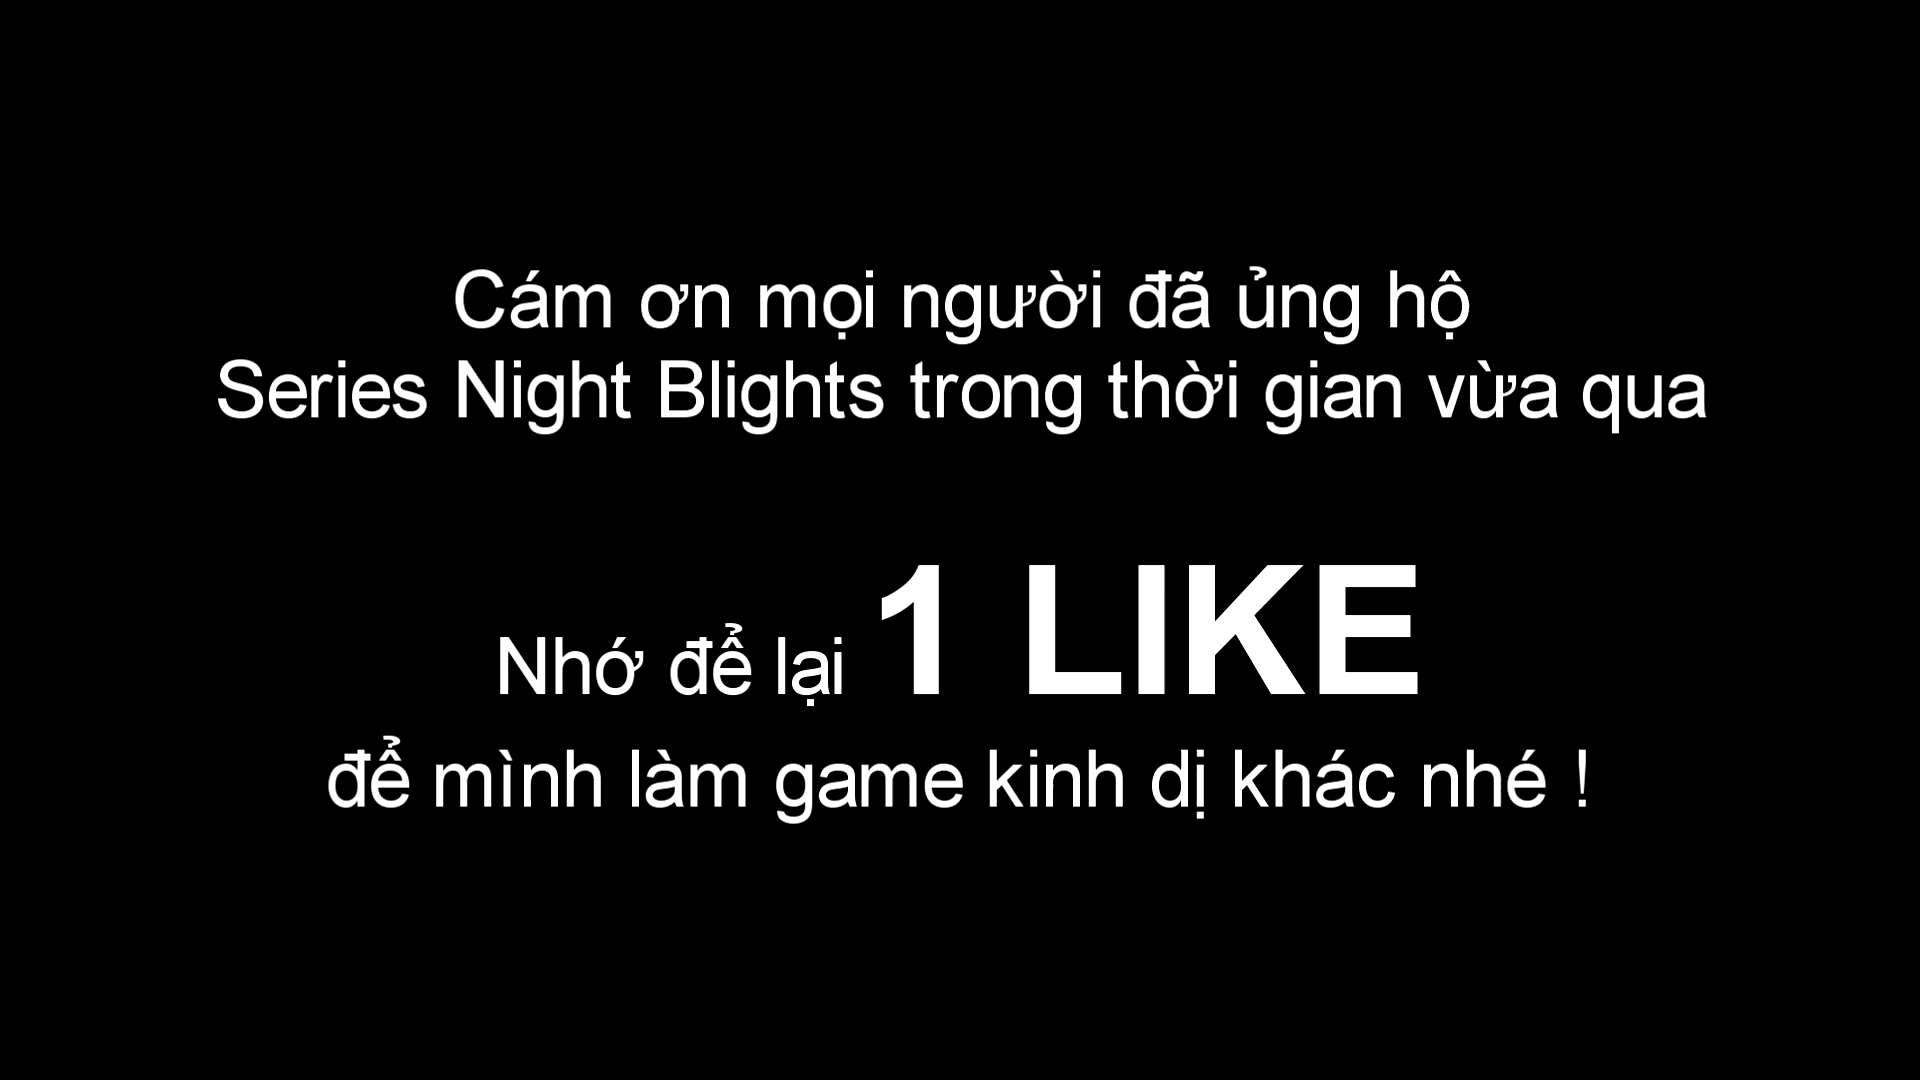 Cám ơn mọi người đã ủng hộ
Series Night Blights trong thời gian vừa qua
Nhớ để lại 1 LIKE
để mình làm game kinh dị khác nhé !